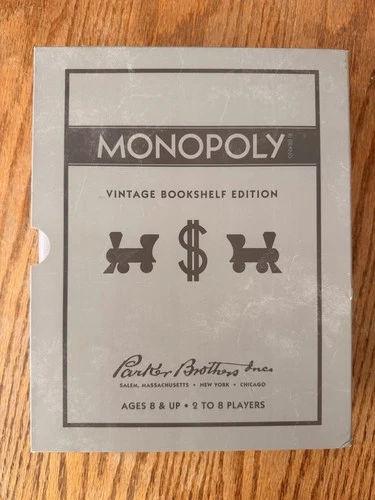 MONOPOLY
VINTAGE BOOKSHELF EDITION
$
Parker Brothers Inc.
SALEM, MASSACHUSETTS • NEW YORK • CHICAGO
AGES 8 & UP • 2 TO 8 PLAYERS